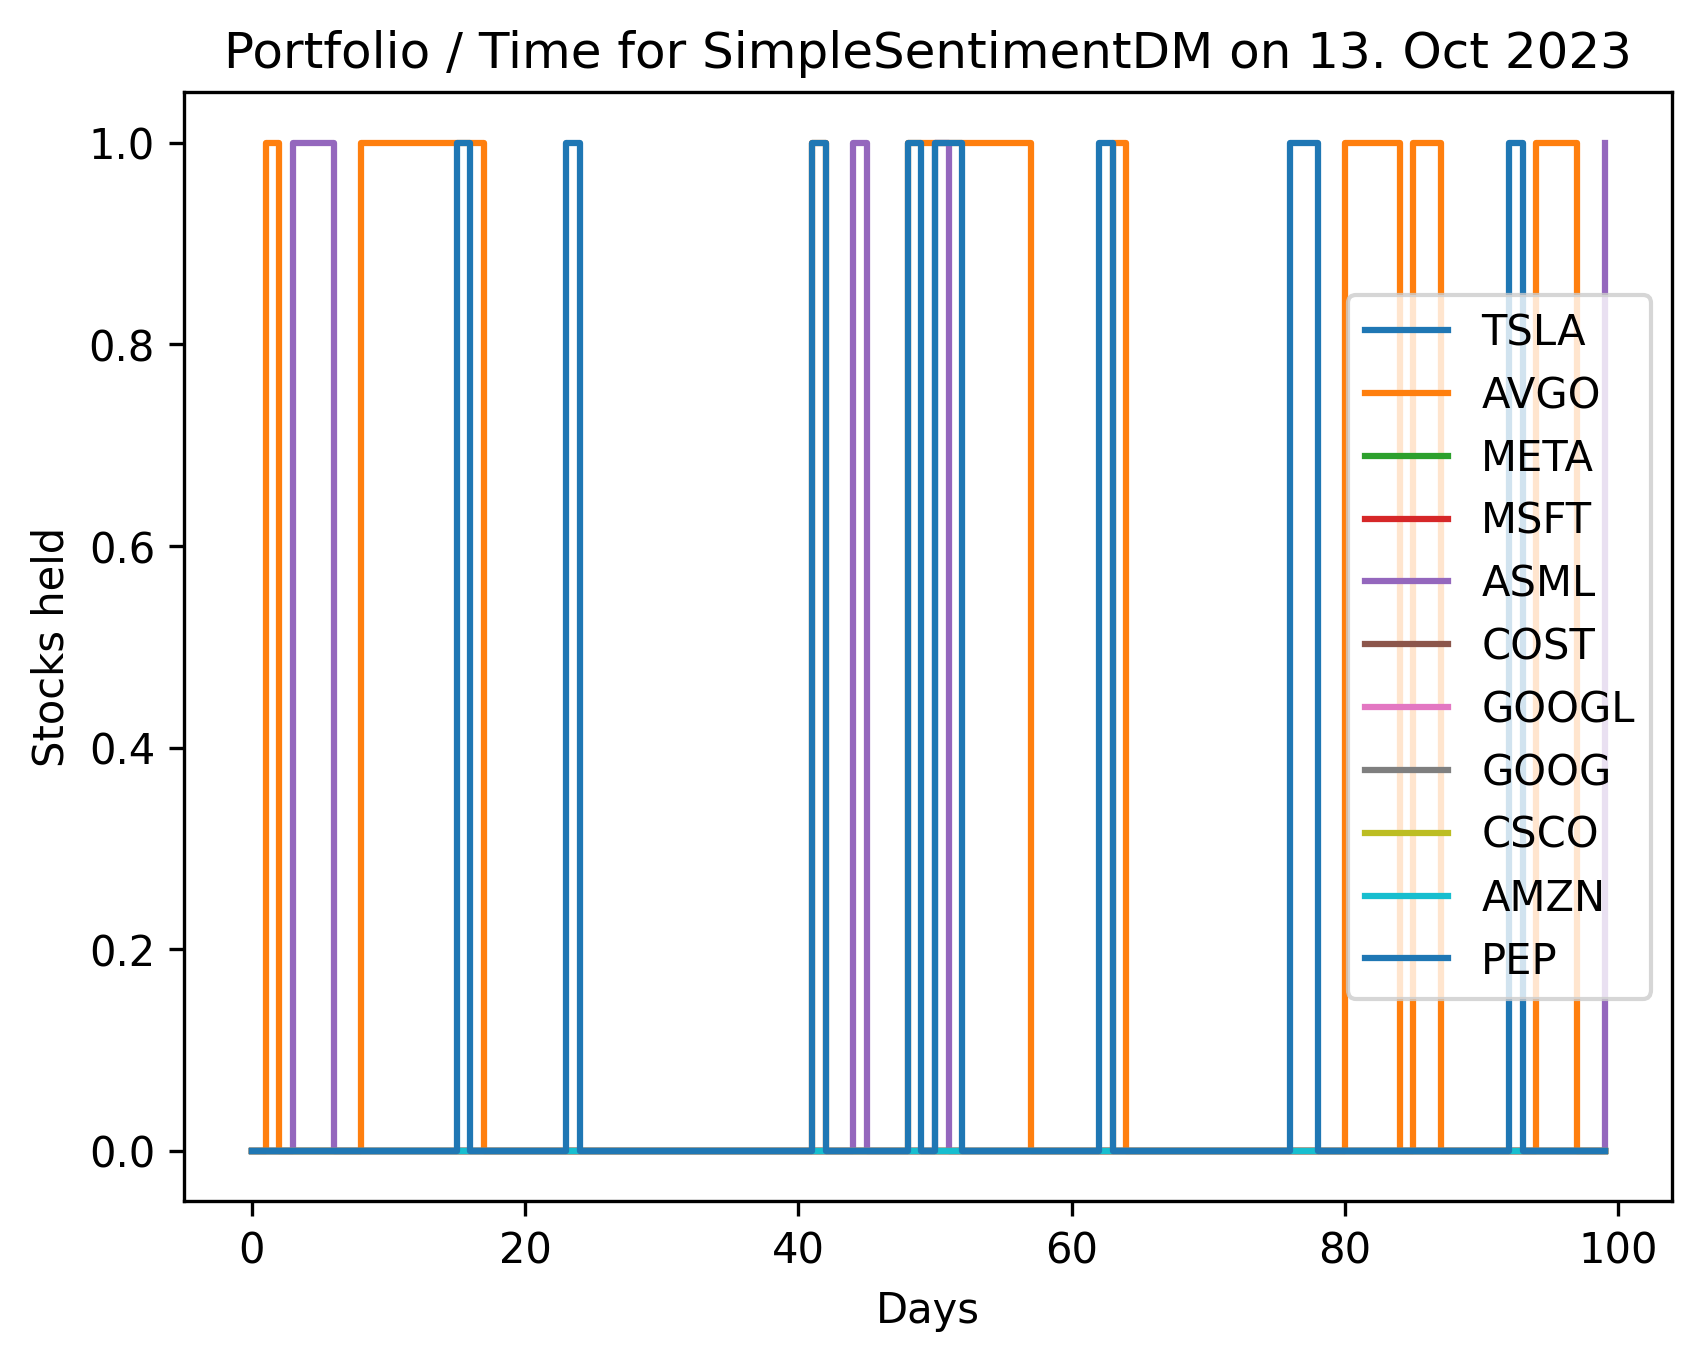 Portfolio / Time for SimpleSentimentDM on 13. Oct 2023
1.0
0.8
0.6
0.4
0.2
0.0
Stocks held
TSLA
AVGO
META
MSFT
ASML
COST
GOOGL
GOOG
CSCO
AMZN
PEP
0 20 40 60 80 100
Days